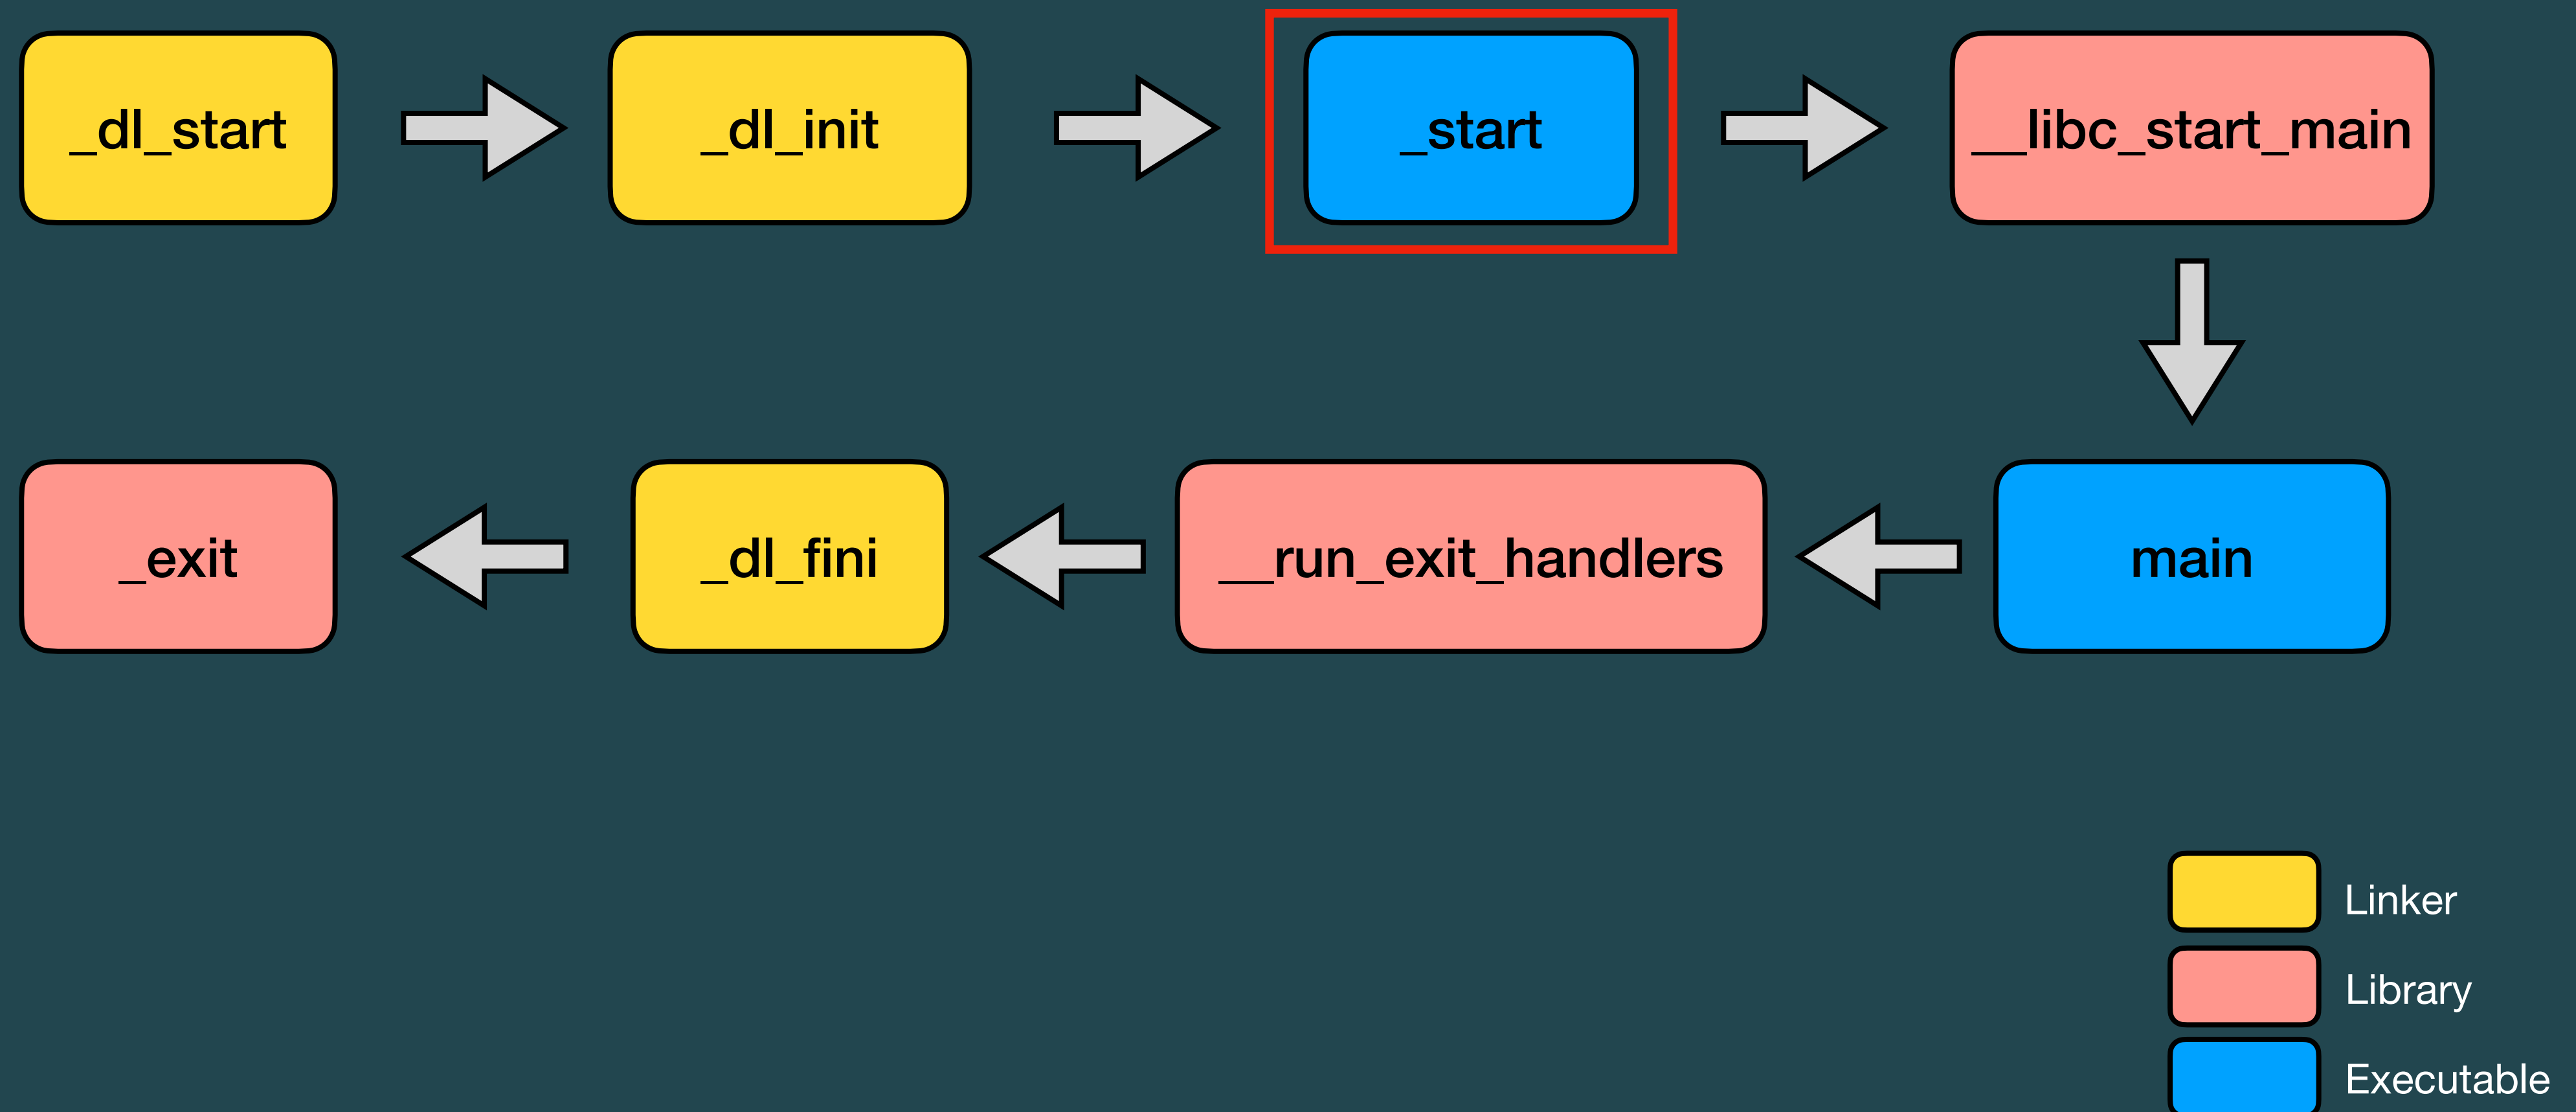 _dl_start
_dl_init
_start
__libc_start_main
_exit
_dl_fini
__run_exit_handlers
main
Linker
Library
Executable